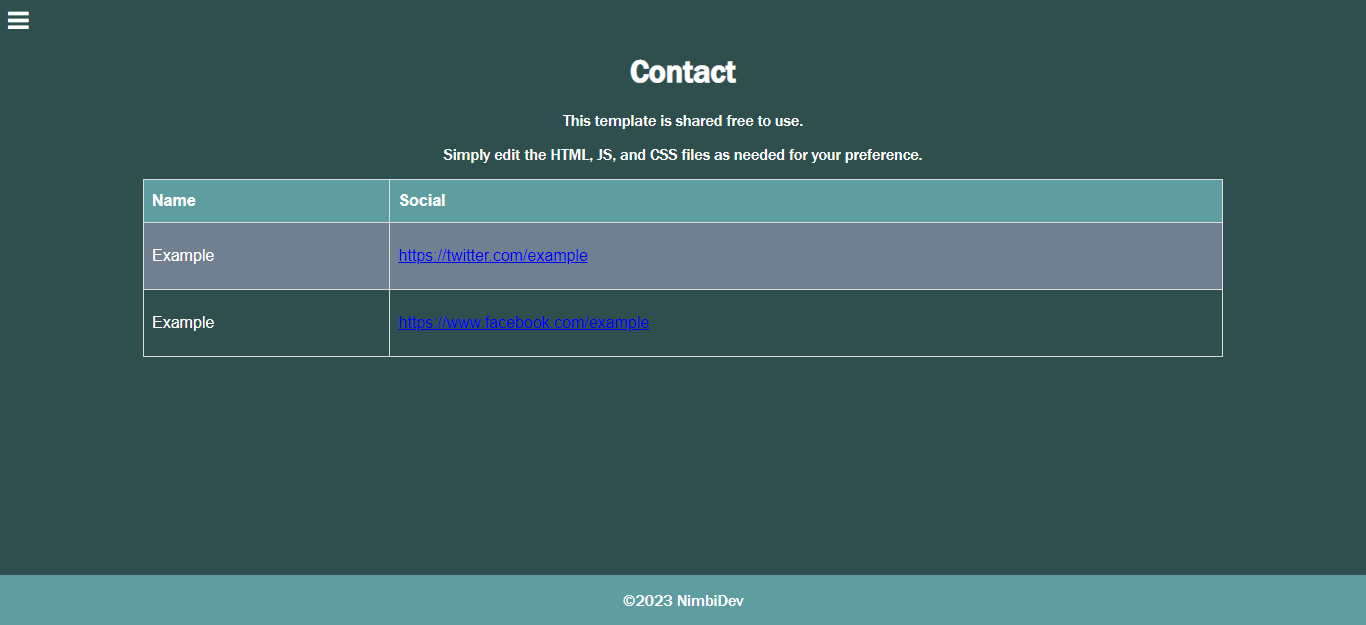 Contact
This template is shared free to use.
Simply edit the HTML, JS, and CSS files as needed for your preference.
Name Social
Example https://twitter.com/example
Example https://www.facebook.com/example
©2023 NimbiDev